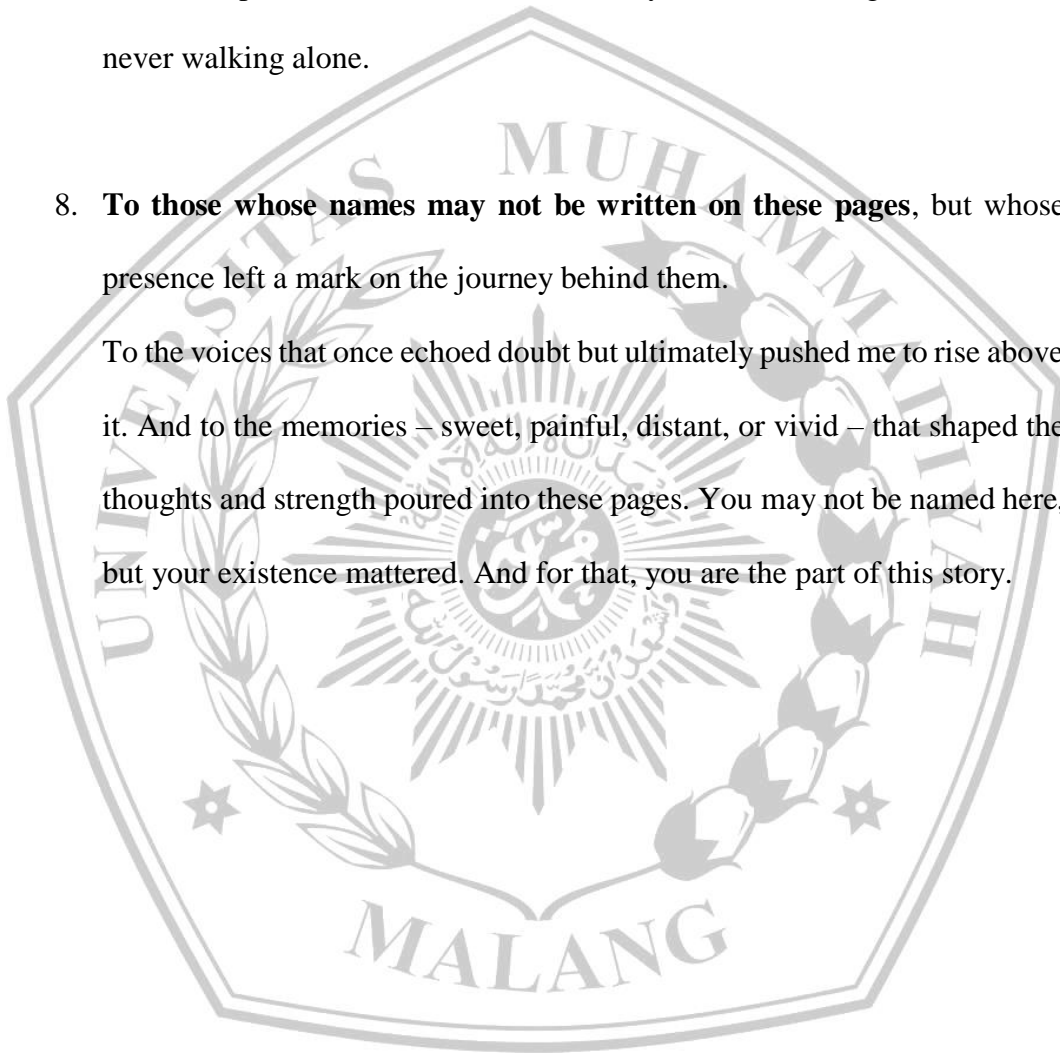 never walking alone.
8. To those whose names may not be written on these pages, but whose
presence left a mark on the journey behind them.
To the voices that once echoed doubt but ultimately pushed me to rise above
it. And to the memories – sweet, painful, distant, or vivid – that shaped the
thoughts and strength poured into these pages. You may not be named here,
but your existence mattered. And for that, you are the part of this story.
UNIVERSITAS MUHAMMADIYAH
MALANG